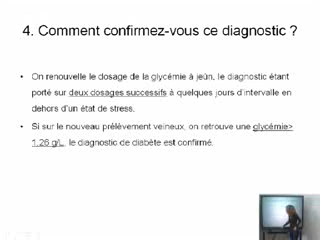 4. Comment confirmez-vous ce diagnostic ?
• On renouvelle le dosage de la glycémie à jeûn, le diagnostic étant
porté sur deux dosages successifs à quelques jours d'intervalle en
dehors d'un état de stress.
• Si sur le nouveau prélèvement veineux, on retrouve une glycémie>
1,26 g/L, le diagnostic de diabète est confirmé.